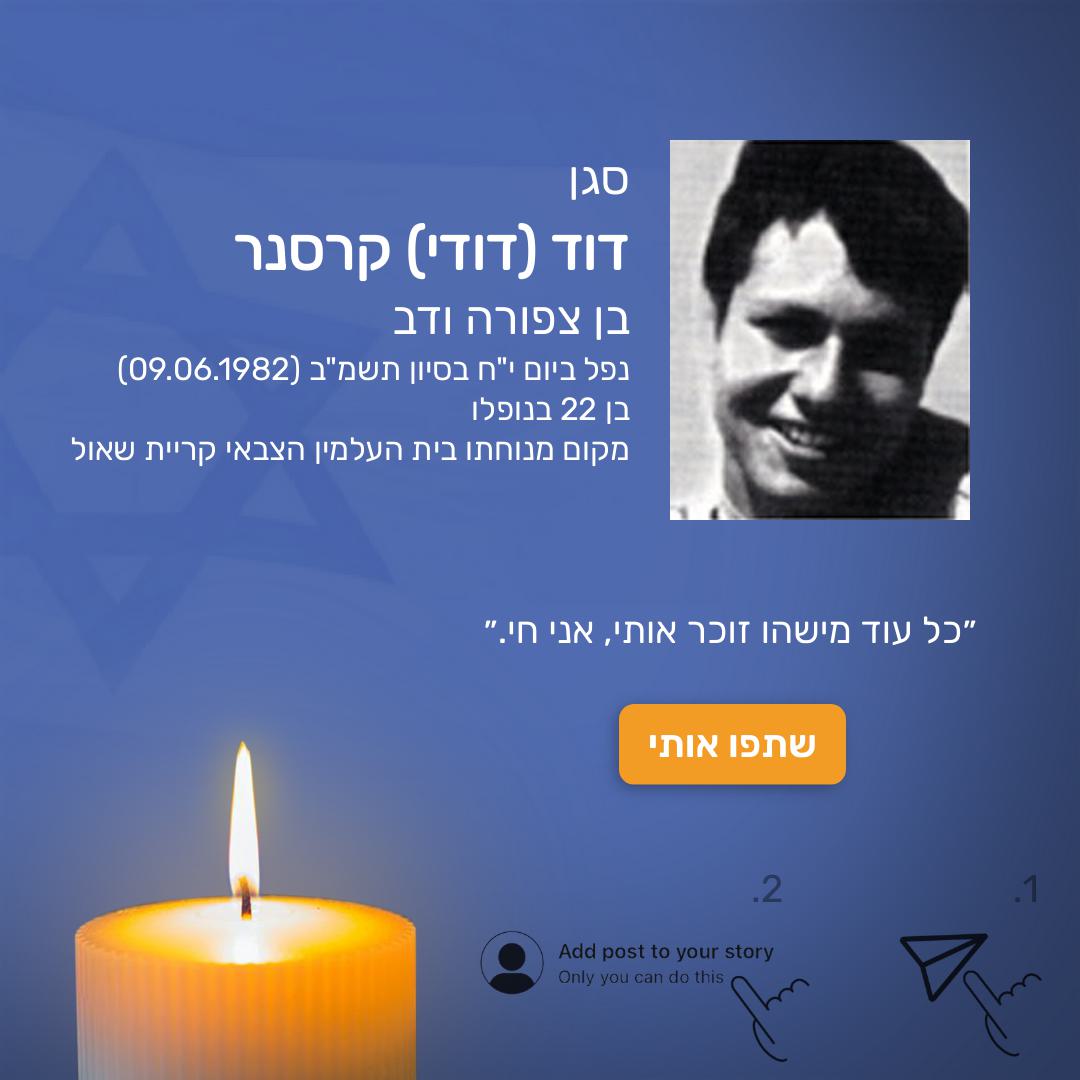 סגן
דוד (דודי) קרסנר
בן צפורה ודב
נפל ביום י"ח בסיון תשמ"ב (09.06.1982)
בן 22 בנופלו
מקום מנוחתו בית העלמין הצבאי קריית שאול
״כל עוד מישהו זוכר אותי, אני חי.״
שתפו אותי
1.
2.
Add post to your story
Only you can do this